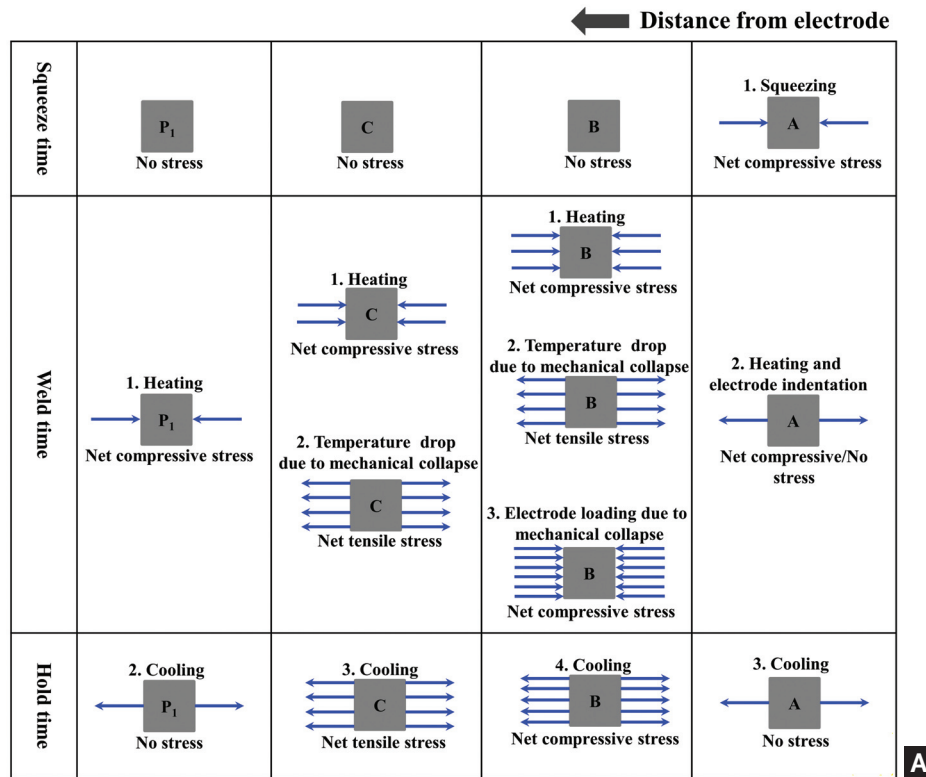 Distance from electrode
Squeeze time
P1
No stress
C
No stress
B
No stress
1. Squeezing
A
Net compressive stress
Weld time
1. Heating
P1
Net compressive stress
1. Heating
C
Net compressive stress
2. Temperature drop
due to mechanical collapse
C
Net tensile stress
1. Heating
B
Net compressive stress
2. Temperature drop
due to mechanical collapse
B
Net tensile stress
3. Electrode loading due to
mechanical collapse
B
Net compressive stress
2. Heating and
electrode indentation
A
Net compressive/No
stress
Hold time
2. Cooling
P1
No stress
3. Cooling
C
Net tensile stress
4. Cooling
B
Net compressive stress
3. Cooling
A
No stress
A